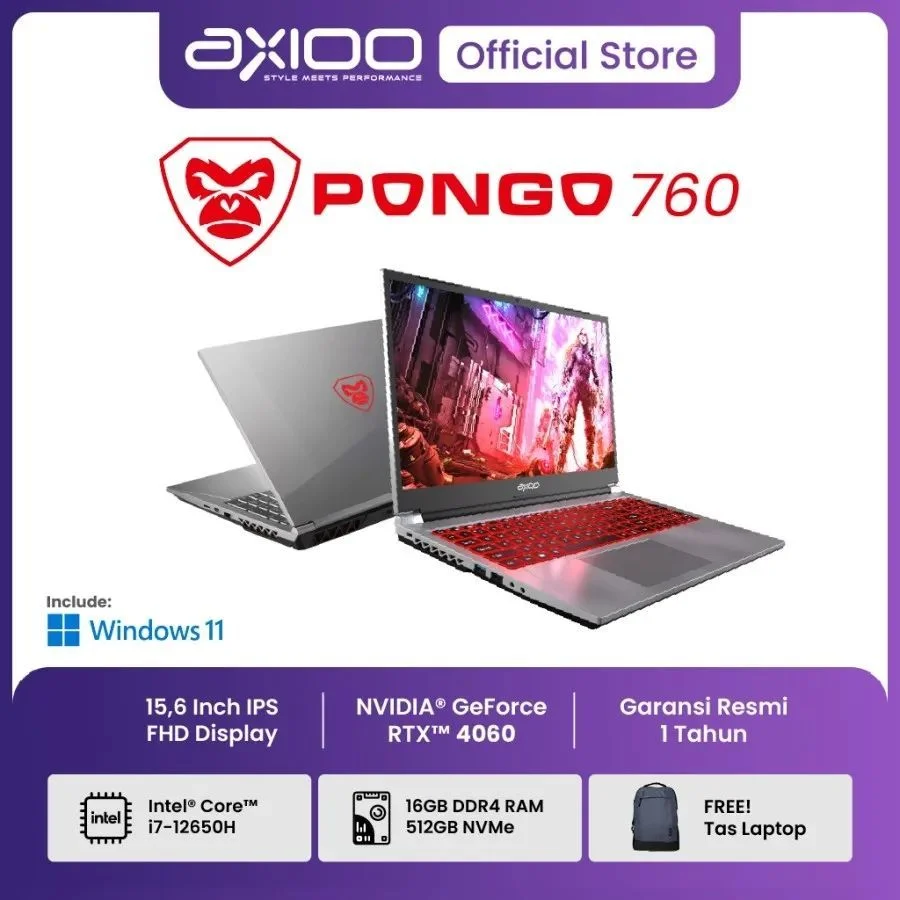 AXIOO
STYLE MEETS PERFORMANCE
Official Store
PONGO 760
axioo
Include:
Windows 11
15,6 Inch IPS
FHD Display
NVIDIA® GeForce
RTX™ 4060
Garansi Resmi
1 Tahun
intel
Intel® Core™
i7-12650H
16GB DDR4 RAM
512GB NVMe
FREE!
Tas Laptop